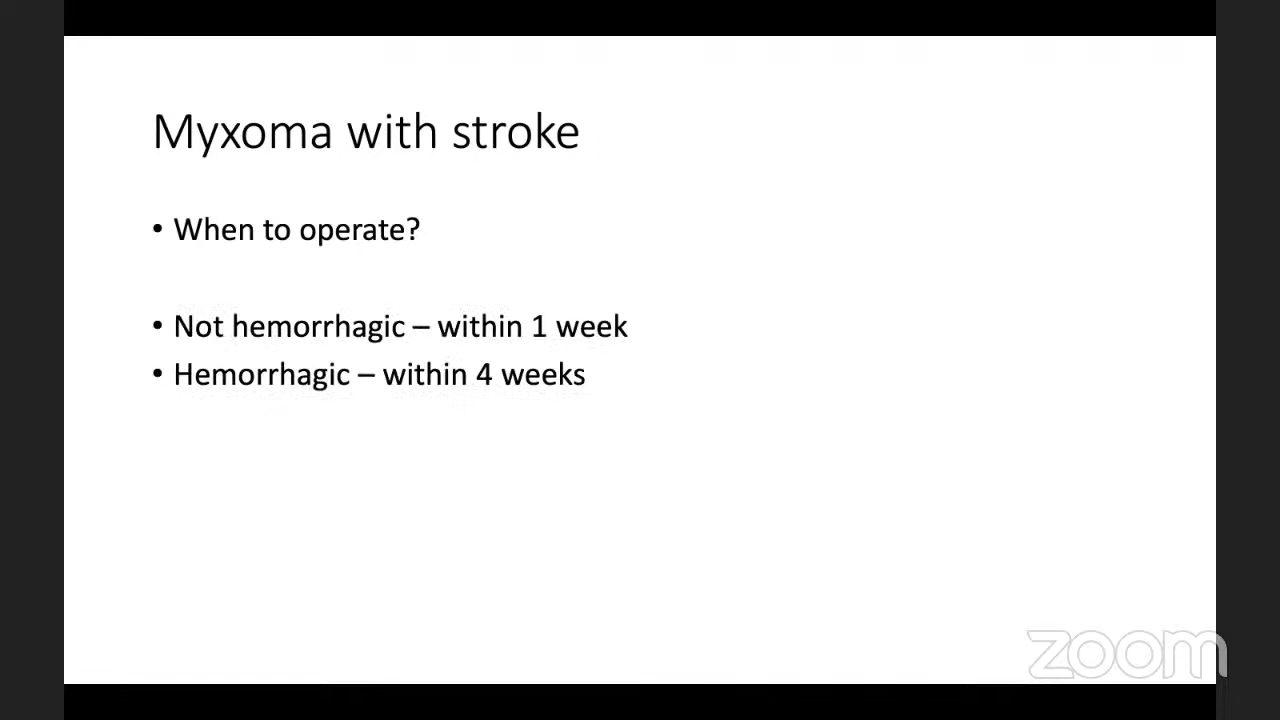 Myxoma with stroke
• When to operate?
• Not hemorrhagic – within 1 week
• Hemorrhagic – within 4 weeks
zoom